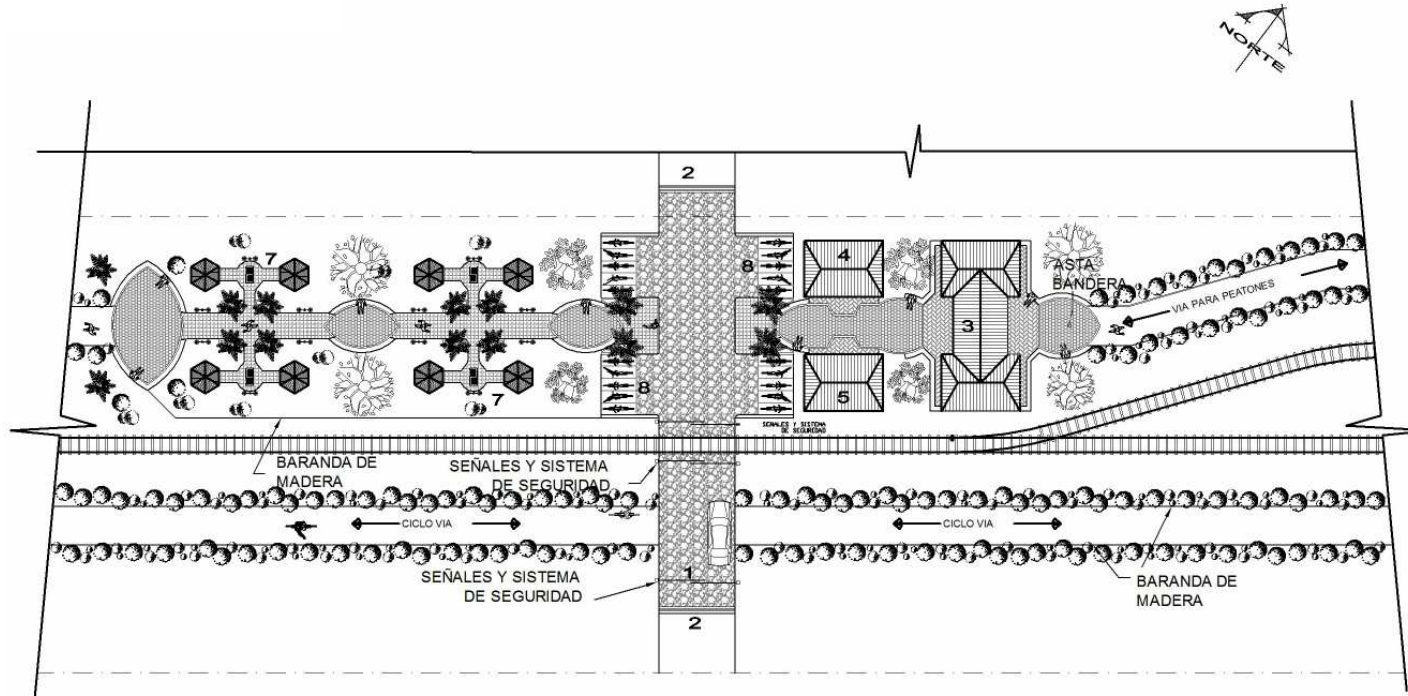 NORTE
2
7
8
4
ASTA
BANDERA
VIA PARA PEATONES
3
7
8
5
SEÑALES Y SISTEMA
DE SEGURIDAD
BARANDA DE
MADERA
SEÑALES Y SISTEMA
DE SEGURIDAD
CICLO VIA
CICLO VIA
1
SEÑALES Y SISTEMA
DE SEGURIDAD
BARANDA DE
MADERA
2